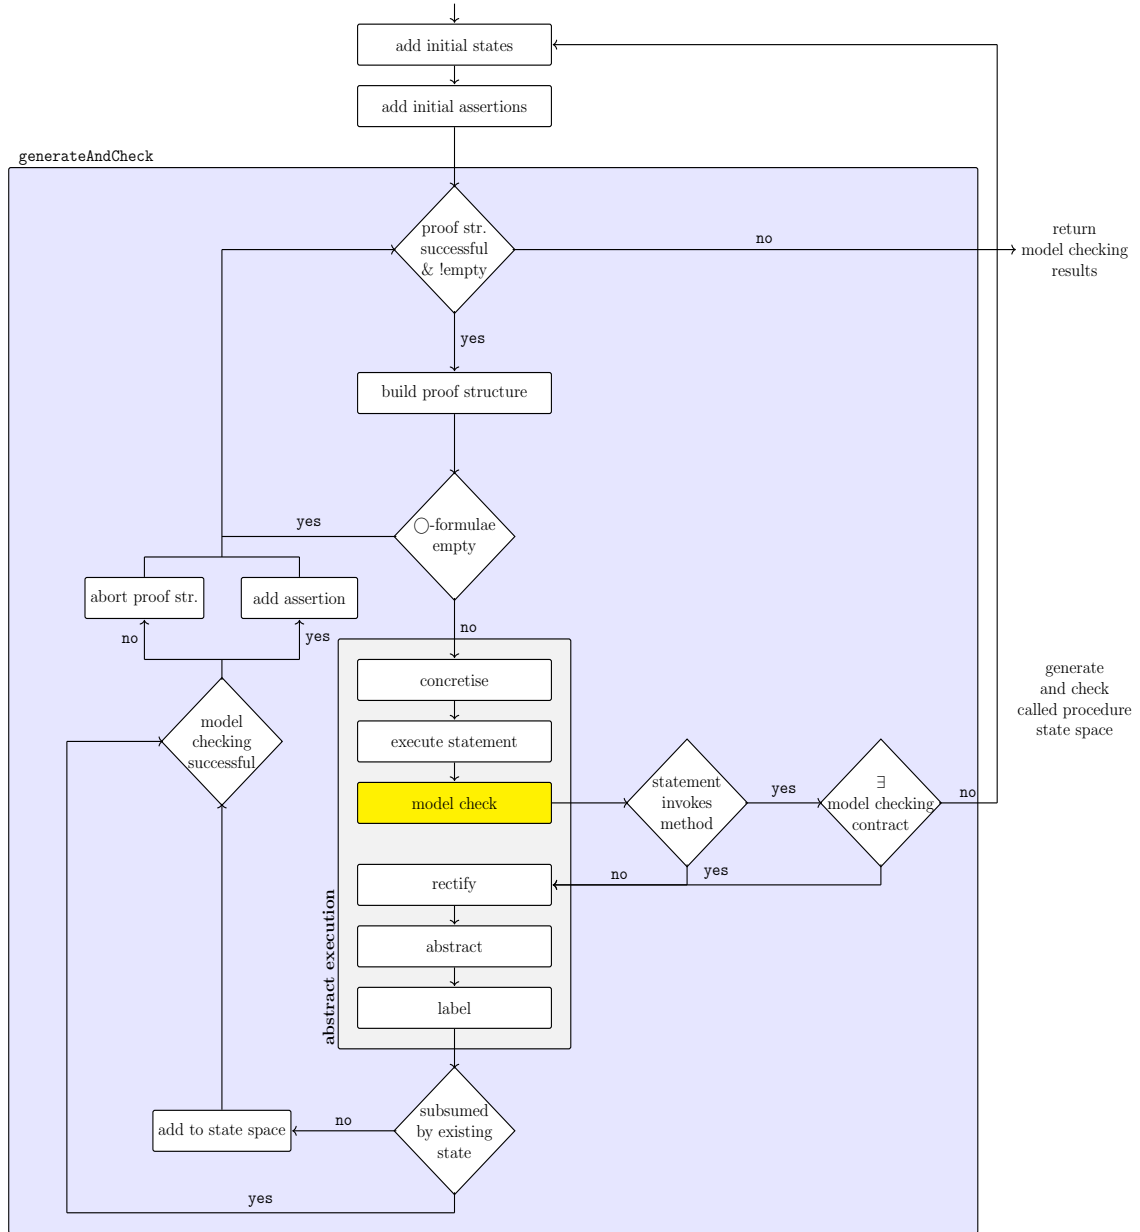 add initial states
add initial assertions
generateAndCheck
proof str.
successful
& !empty
no
return
model checking
results
yes
build proof structure
yes
◯-formulae
empty
abort proof str.
add assertion
no
yes
no
concretise
generate
and check
called procedure
state space
model
checking
successful
execute statement
model check
statement
invokes
method
yes
∃
model checking
contract
no
rectify
no
yes
abstract execution
abstract
label
subsumed
by existing
state
no
add to state space
yes